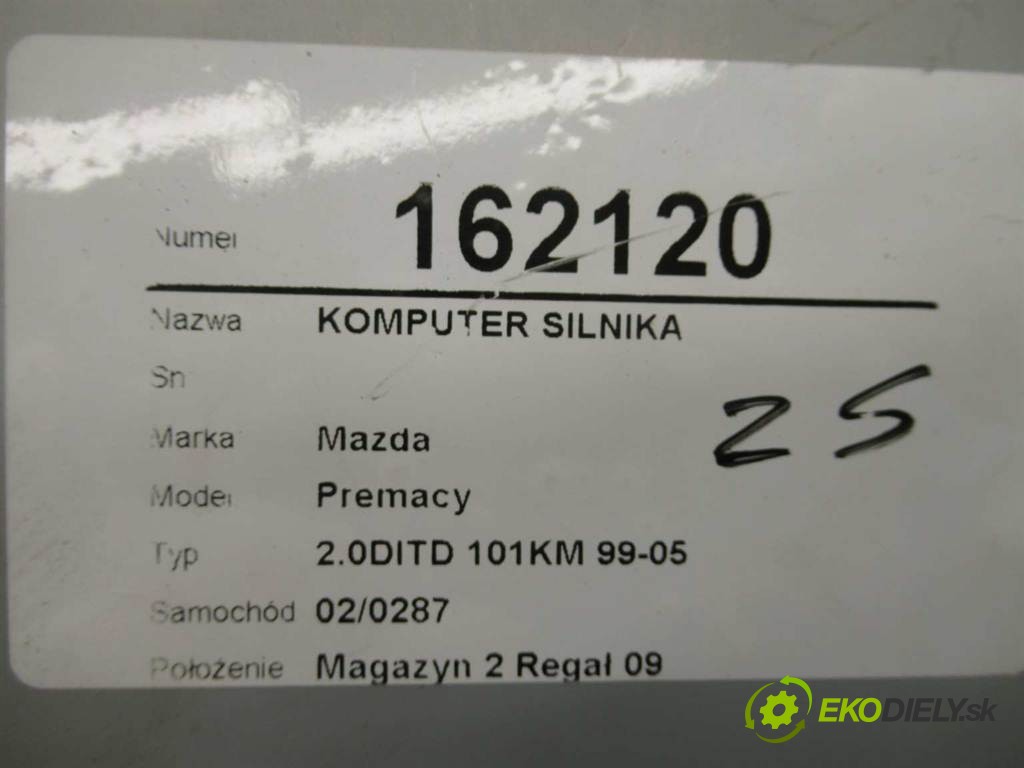 Numer 162120
Nazwa KOMPUTER SILNIKA
Sn
Marka Mazda
25
Model Premacy
Typ 2.0DITD 101KM 99-05
Samochód 02/0287
Położenie Magazyn 2 Regał 09
EKODIELY.sk